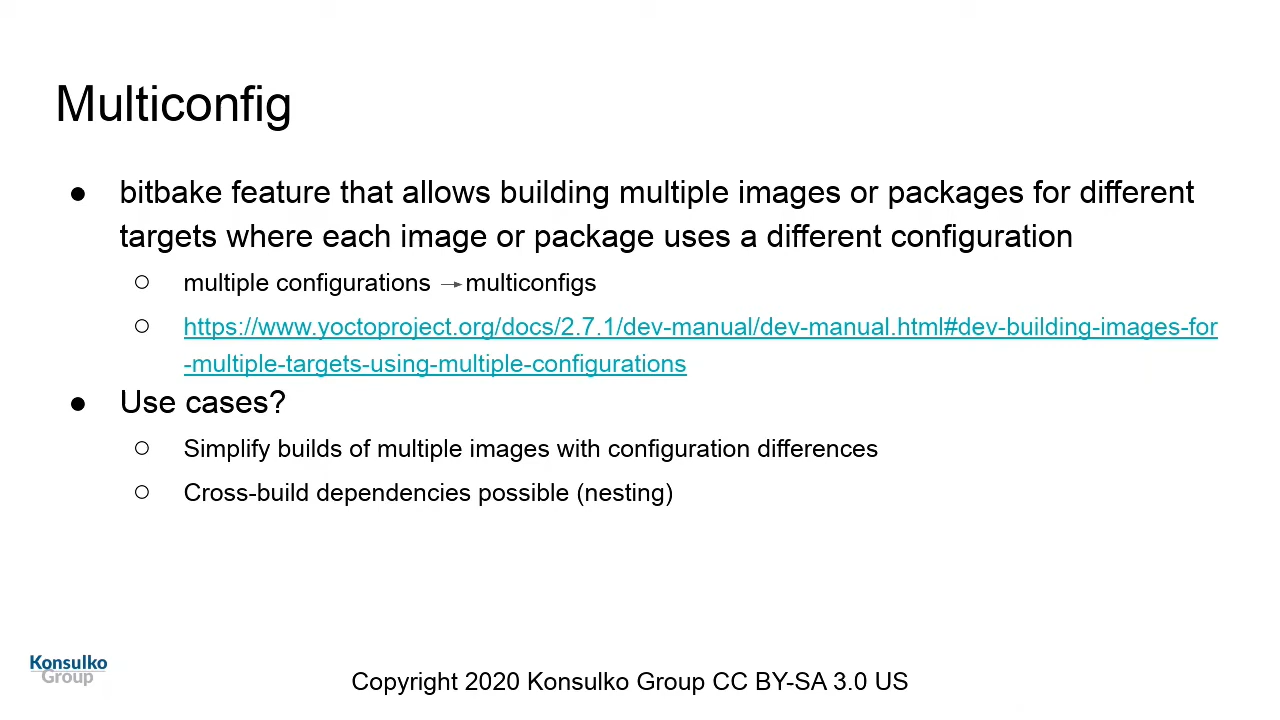 Multiconfig
● bitbake feature that allows building multiple images or packages for different
targets where each image or package uses a different configuration
○ multiple configurations → multiconfigs
○ https://www.yoctoproject.org/docs/2.7.1/dev-manual/dev-manual.html#dev-building-images-for
-multiple-targets-using-multiple-configurations
● Use cases?
○ Simplify builds of multiple images with configuration differences
○ Cross-build dependencies possible (nesting)
Konsulko
Group
Copyright 2020 Konsulko Group CC BY-SA 3.0 US